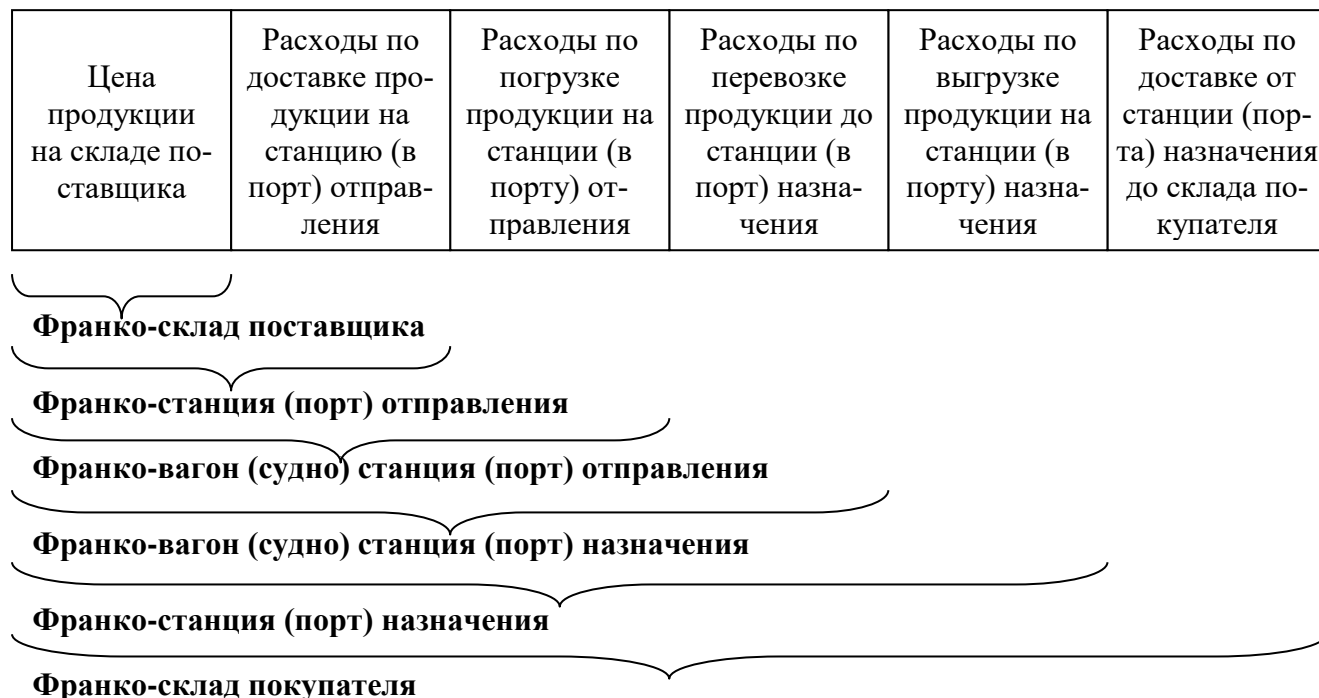 Цена
продукции
на складе по-
ставщика
Расходы по
доставке про-
дукции на
станцию (в
порт) отправ-
ления
Расходы по
погрузке
продукции на
станции (в
порту) от-
правления
Расходы по
перевозке
продукции до
станции (в
порт) назна-
чения
Расходы по
выгрузке
продукции на
станции (в
порту) назна-
чения
Расходы по
доставке от
станции (пор-
та) назначения
до склада по-
купателя
Франко-склад поставщика
Франко-станция (порт) отправления
Франко-вагон (судно) станция (порт) отправления
Франко-вагон (судно) станция (порт) назначения
Франко-станция (порт) назначения
Франко-склад покупателя